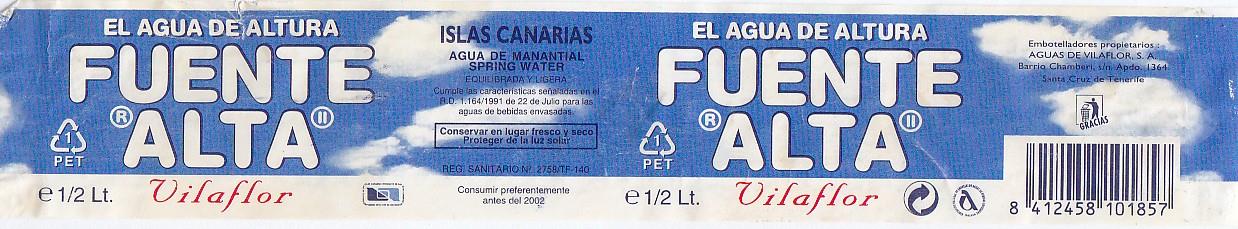 EL AGUA DE ALTURA
FUENTE
® ALTA II
1
PET
e 1/2 Lt.
Vilaflor
ISLAS CANARIAS
AGUA DE MANANTIAL
SPRING WATER
EQUILIBRADA Y LIGERA
Cumple las características señaladas en el
R.D. 1.164/1991 de 22 de Julio para las
aguas de bebidas envasadas.
Conservar en lugar fresco y seco
Proteger de la luz solar
REG. SANITARIO Nº. 2758/TF-140
Consumir preferentemente
antes del 2002
EL AGUA DE ALTURA
FUENTE
® ALTA II
1
PET
e 1/2 Lt.
Vilaflor
Embotelladores propietarios :
AGUAS DE VILAFLOR, S. A.
Barrio Chamberi, s/n. Apdo. 1364
Santa Cruz de Tenerife
GRACIAS
8 412458 101857